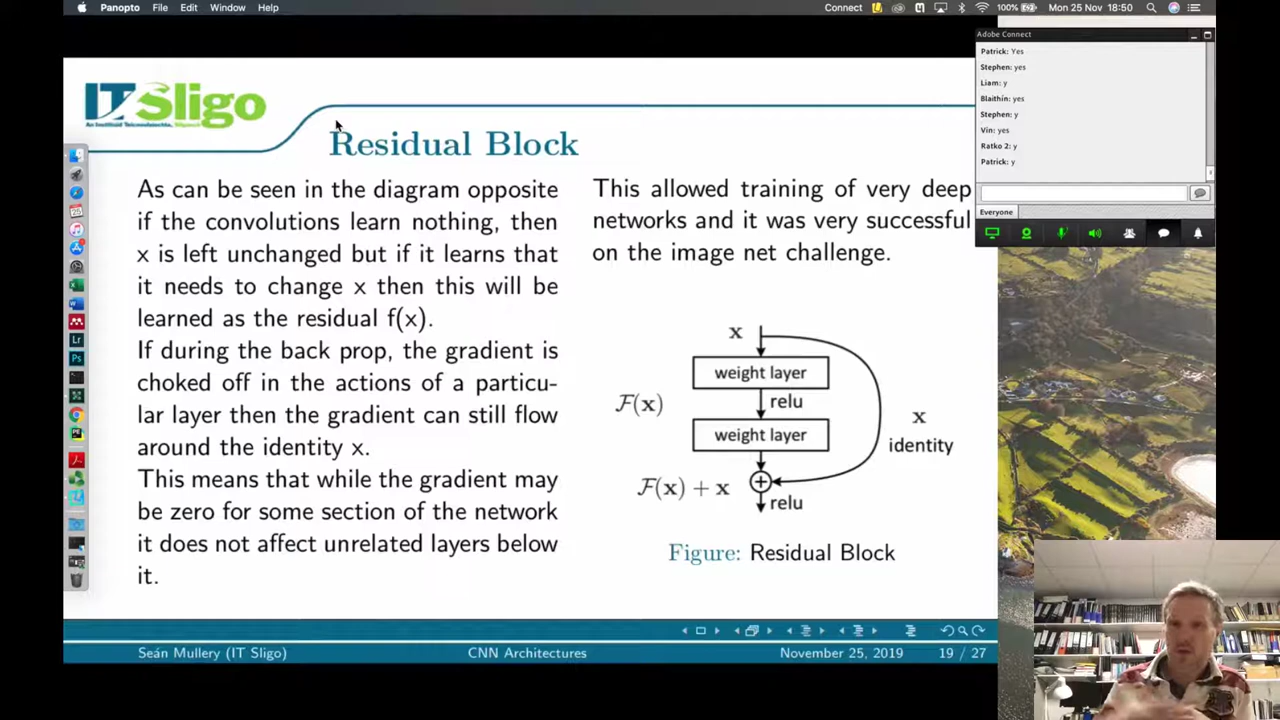 Panopto File Edit Window Help
Connect 100% Mon 25 Nov 18:50
Adobe Connect
Patrick: Yes
Stephen: yes
Liam: y
Blaithín: yes
Stephen: y
Vin: yes
Ratko 2: y
Patrick: y
Everyone
IT Sligo
Residual Block
As can be seen in the diagram opposite
if the convolutions learn nothing, then
x is left unchanged but if it learns that
it needs to change x then this will be
learned as the residual f(x).
If during the back prop, the gradient is
choked off in the actions of a particu-
lar layer then the gradient can still flow
around the identity x.
This means that while the gradient may
be zero for some section of the network
it does not affect unrelated layers below
it.
This allowed training of very deep
networks and it was very successful
on the image net challenge.
x
weight layer
relu
F(x)
weight layer
x
identity
F(x) + x
relu
Figure: Residual Block
Seán Mullery (IT Sligo) CNN Architectures November 25, 2019 19 / 27